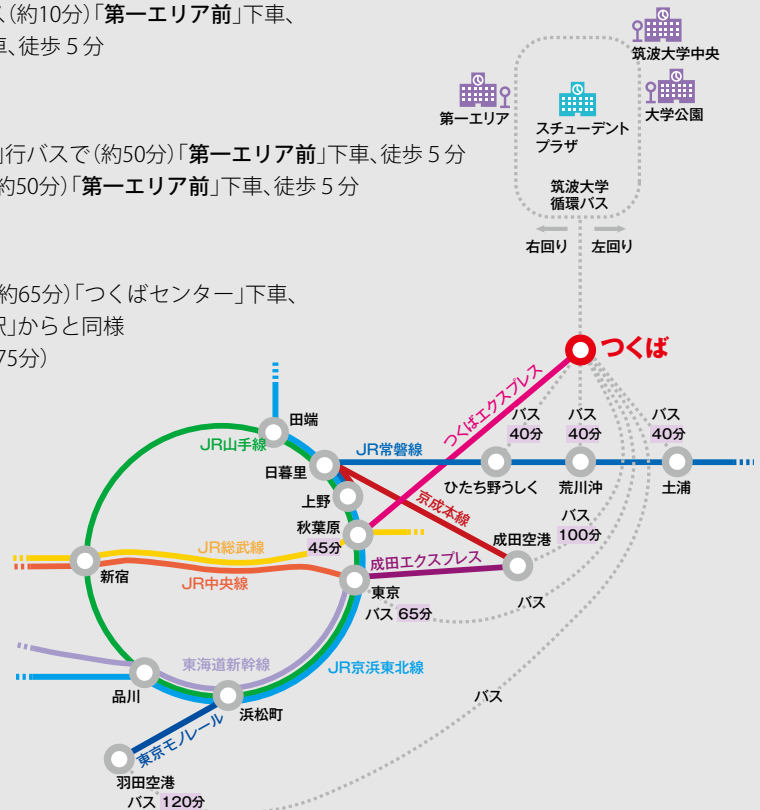 ス（約10分）「第一エリア前」下車、
車、徒歩５分
」行バスで（約50分）「第一エリア前」下車、徒歩５分
約50分）「第一エリア前」下車、徒歩５分
約65分）「つくばセンター」下車、
駅」からと同様
75分）
筑波大学中央
第一エリア
大学公園
スチューデント
プラザ
筑波大学
循環バス
右回り
左回り
つくば
つくばエクスプレス
バス
40分
バス
40分
バス
40分
田端
JR山手線
日暮里
JR常磐線
上野
ひたち野うしく
荒川沖
土浦
京成本線
秋葉原
45分
成田空港
バス
100分
JR総武線
成田エクスプレス
新宿
JR中央線
東京
バス 65分
バス
東海道新幹線
JR京浜東北線
品川
浜松町
バス
東京モノレール
羽田空港
バス 120分